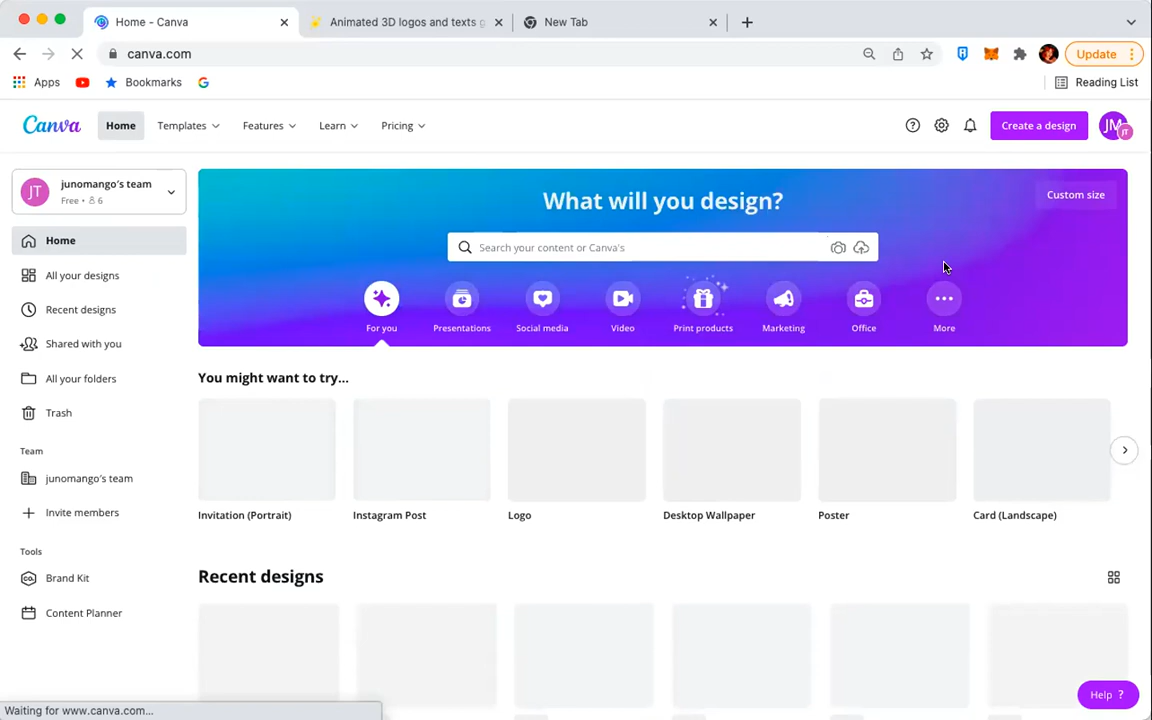 Home - Canva
Animated 3D logos and texts g
New Tab
canva.com
Update
Apps
Bookmarks
Reading List
Canva
Home
Templates
Features
Learn
Pricing
Create a design
JM
JT
JT
junomango's team
Free • 6
Home
All your designs
Recent designs
Shared with you
All your folders
Trash
Team
junomango's team
Invite members
Tools
Brand Kit
Content Planner
What will you design?
Custom size
Search your content or Canva's
For you
Presentations
Social media
Video
Print products
Marketing
Office
More
You might want to try...
Invitation (Portrait)
Instagram Post
Logo
Desktop Wallpaper
Poster
Card (Landscape)
Recent designs
Help ?
Waiting for www.canva.com...